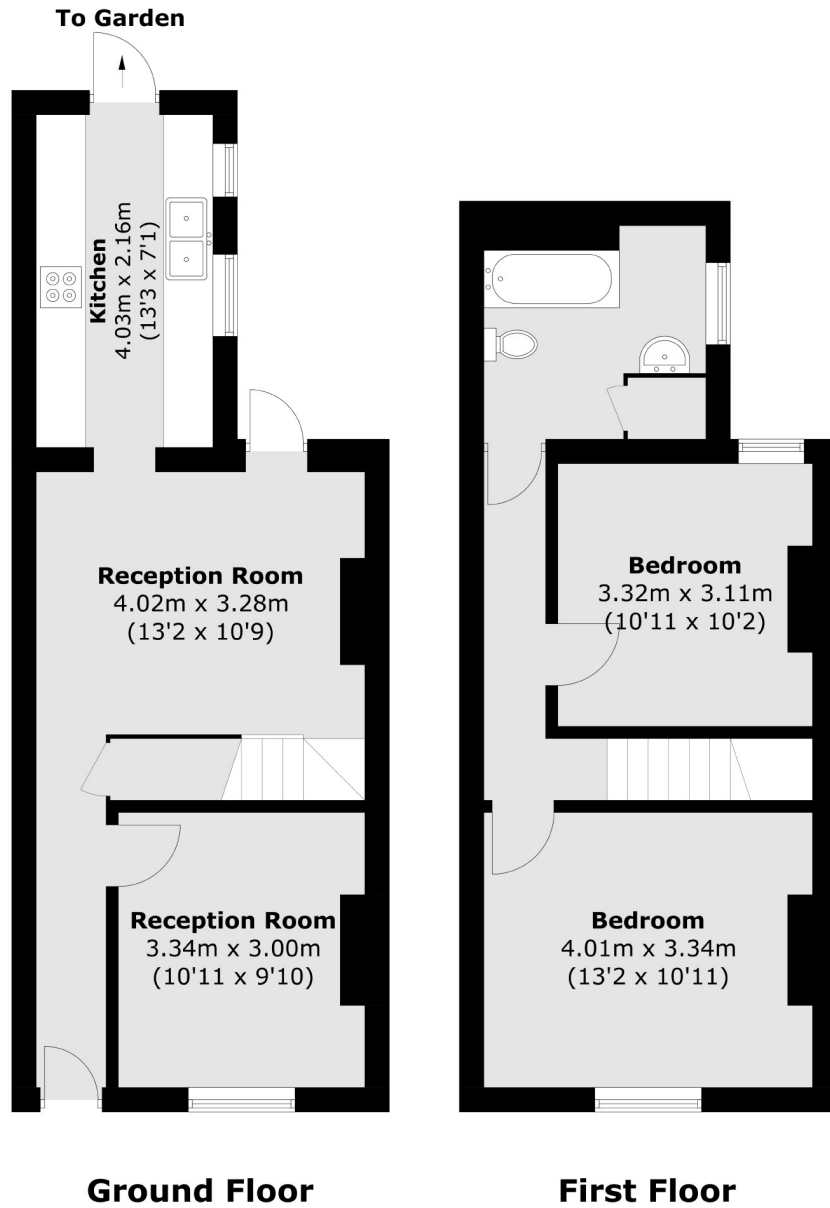 To Garden
Kitchen
4.03m x 2.16m
(13'3 x 7'1)
Reception Room
4.02m x 3.28m
(13'2 x 10'9)
Reception Room
3.34m x 3.00m
(10'11 x 9'10)
Ground Floor
Bedroom
3.32m x 3.11m
(10'11 x 10'2)
Bedroom
4.01m x 3.34m
(13'2 x 10'11)
First Floor